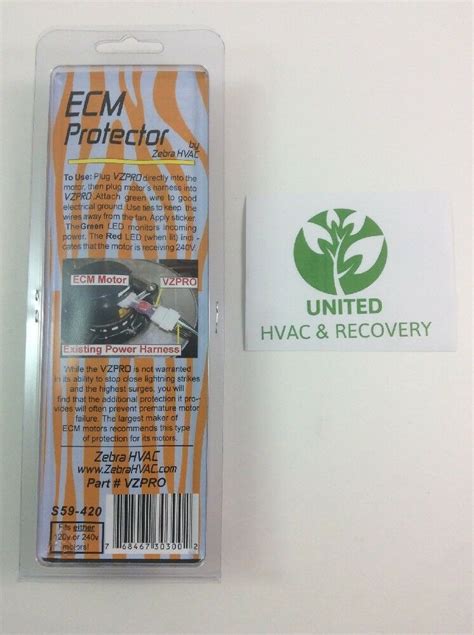 ECM
Protector
by
Zebra HVAC
To Use: Plug VZPRO directly into the
motor, then plug motor's harness into
VZPRO. Attach green wire to good
electrical ground. Use ties to keep the
wires away from the fan. Apply sticker.
TheGreen LED monitors incoming
power. The Red LED (when lit) indi-
cates that the motor is receiving 240V.
ECM Motor
VZPRO
Existing Power Harness
While the VZPRO is not warranted
in its ability to stop close lightning strikes
and the highest surges, you will
find that the additional protection it pro-
vides will often prevent premature motor
failure. The largest maker of
ECM motors recommends this type
of protection for its motors.
Zebra HVAC
www.ZebraHVAC.com
Part # VZPRO
S59-420
Fits either
120v or 240v
motors!
7 68467 30300 2
UNITED
HVAC & RECOVERY